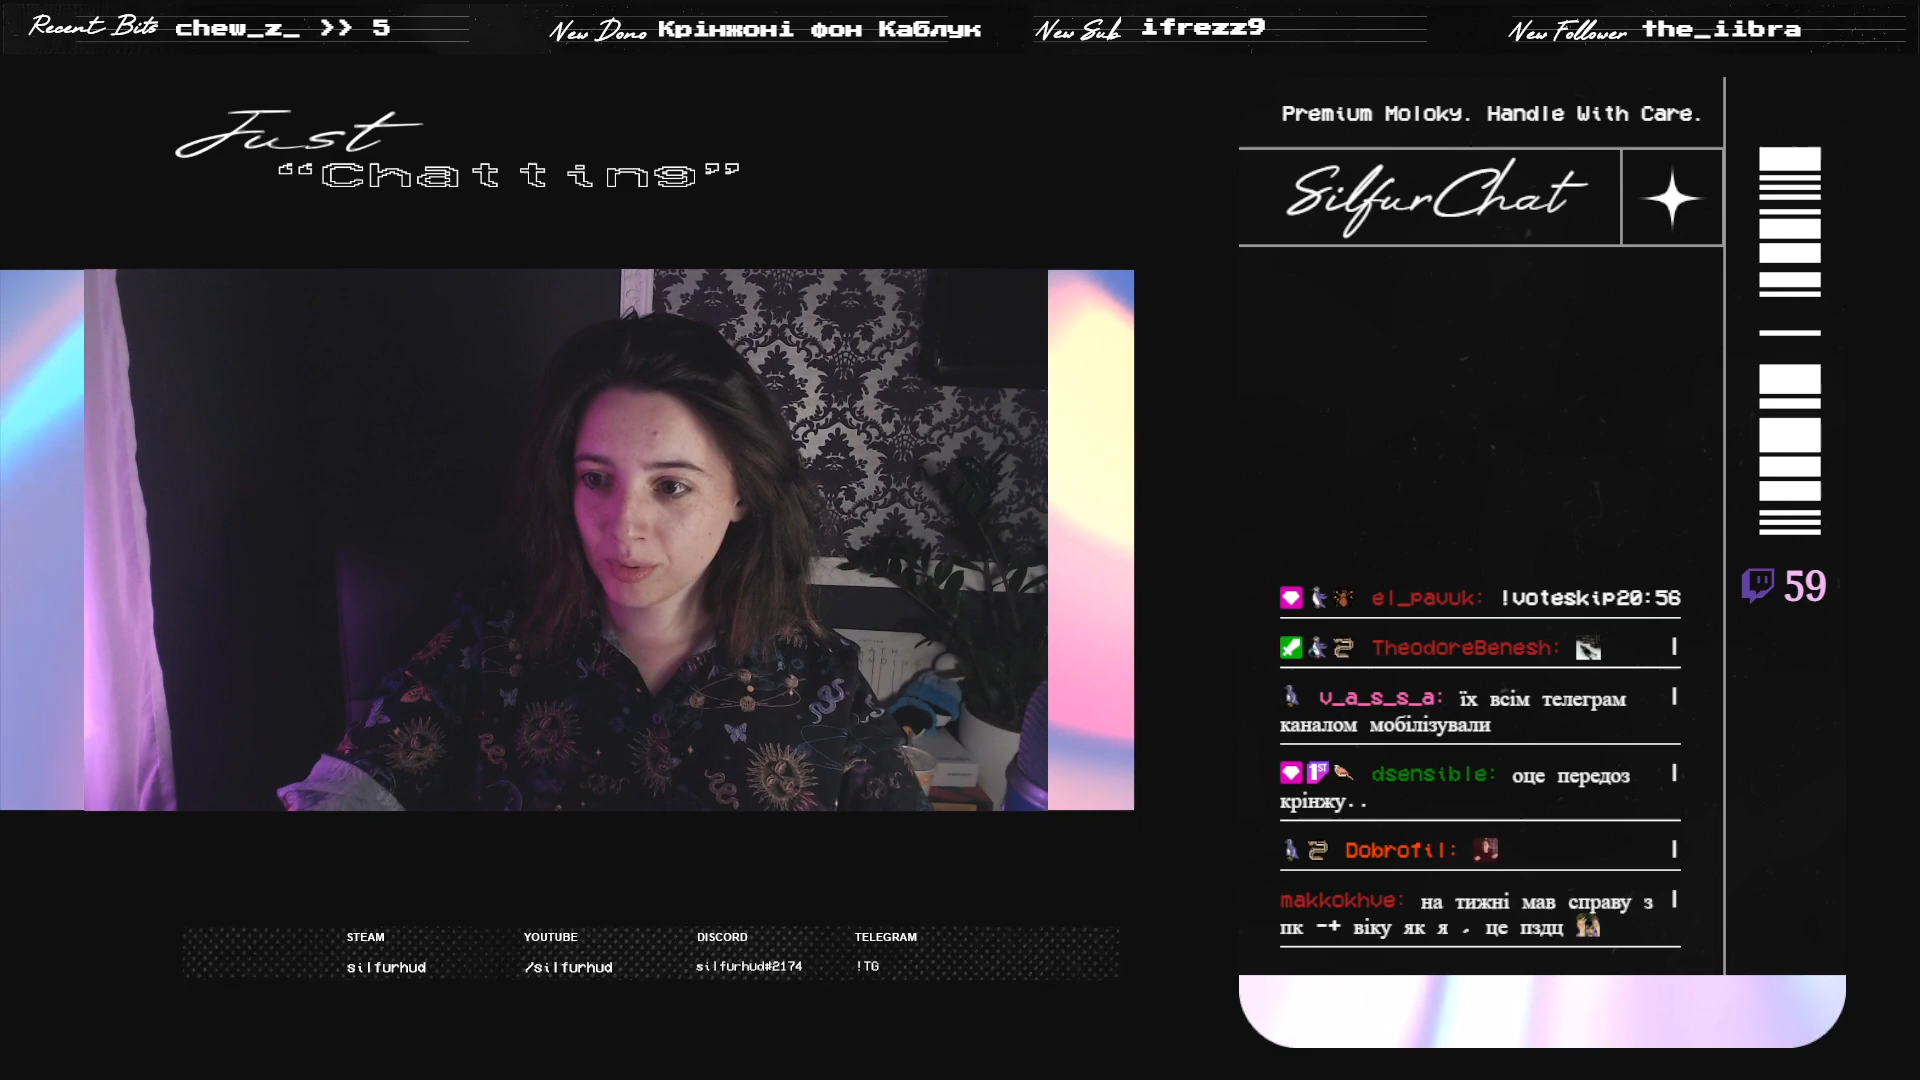 Recent Bits chew_z_ >> 5
New Dono Крінжоні фон Каблук
New Sub ifrezz9
New Follower the_iibra
Just
“Chatting”
Premium Moloky. Handle With Care.
SilfurChat
59
el_pavuk: !voteskip20:56
TheodoreBenesh:
v_a_s_s_a: їх всім телеграм
каналом мобілізували
1ST dsensible: оце передоз
крінжу..
Dobrofil:
makkokhve: на тижні мав справу з
пк -+ віку як я . це пздц
STEAM
silfurhud
YOUTUBE
/silfurhud
DISCORD
silfurhud#2174
TELEGRAM
!TG